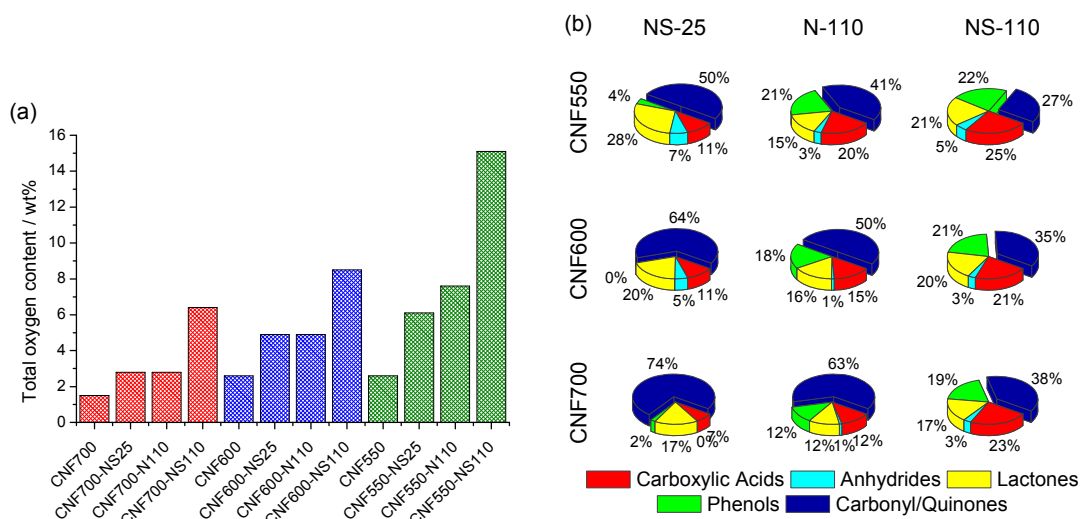 (a)
Total oxygen content / wt%
16
14
12
10
8
6
4
2
0
CNF700
CNF700-NS25
CNF700-N110
CNF700-NS110
CNF600
CNF600-NS25
CNF600-N110
CNF600-NS110
CNF550
CNF550-NS25
CNF550-N110
CNF550-NS110
(b)
NS-25 N-110 NS-110
CNF550
50%
4%
28%
7%
11%
41%
21%
15%
3%
20%
22%
27%
21%
5%
25%
CNF600
64%
0%
20%
5%
11%
50%
18%
16%
1%
15%
21%
35%
20%
3%
21%
CNF700
74%
2%
17%
0%
7%
63%
12%
12%
1%
12%
19%
38%
17%
3%
23%
Carboxylic Acids Anhydrides Lactones
Phenols Carbonyl/Quinones